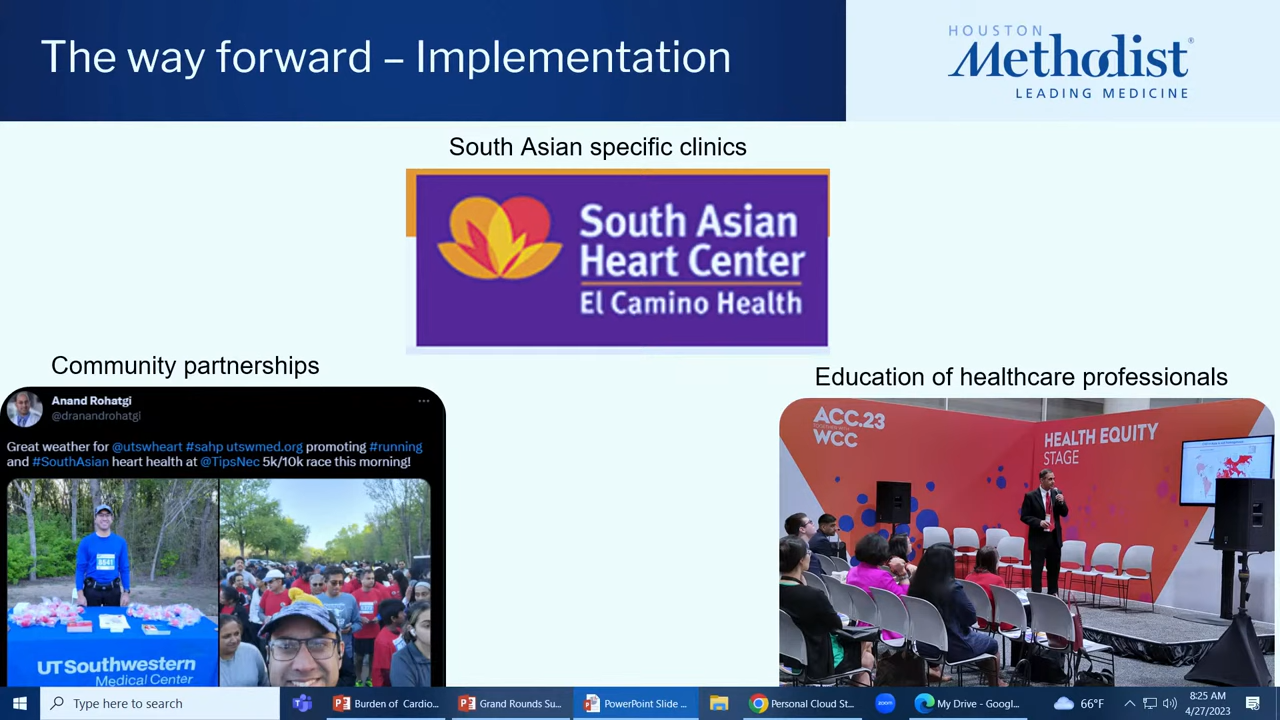 The way forward – Implementation
HOUSTON
Methodist®
LEADING MEDICINE
South Asian specific clinics
South Asian
Heart Center
El Camino Health
Community partnerships
Anand Rohatgi
@dranandrohatgi
Great weather for @utswheart #sahp utswmed.org promoting #running
and #SouthAsian heart health at @TipsNec 5k/10k race this morning!
UT Southwestern
Medical Center
Education of healthcare professionals
ACC.23
TOGETHER WITH
WCC
HEALTH EQUITY
STAGE
Type here to search
Burden of Cardio...
Grand Rounds Su...
PowerPoint Slide ...
Personal Cloud St...
zoom
My Drive - Googl...
66°F
8:25 AM
4/27/2023